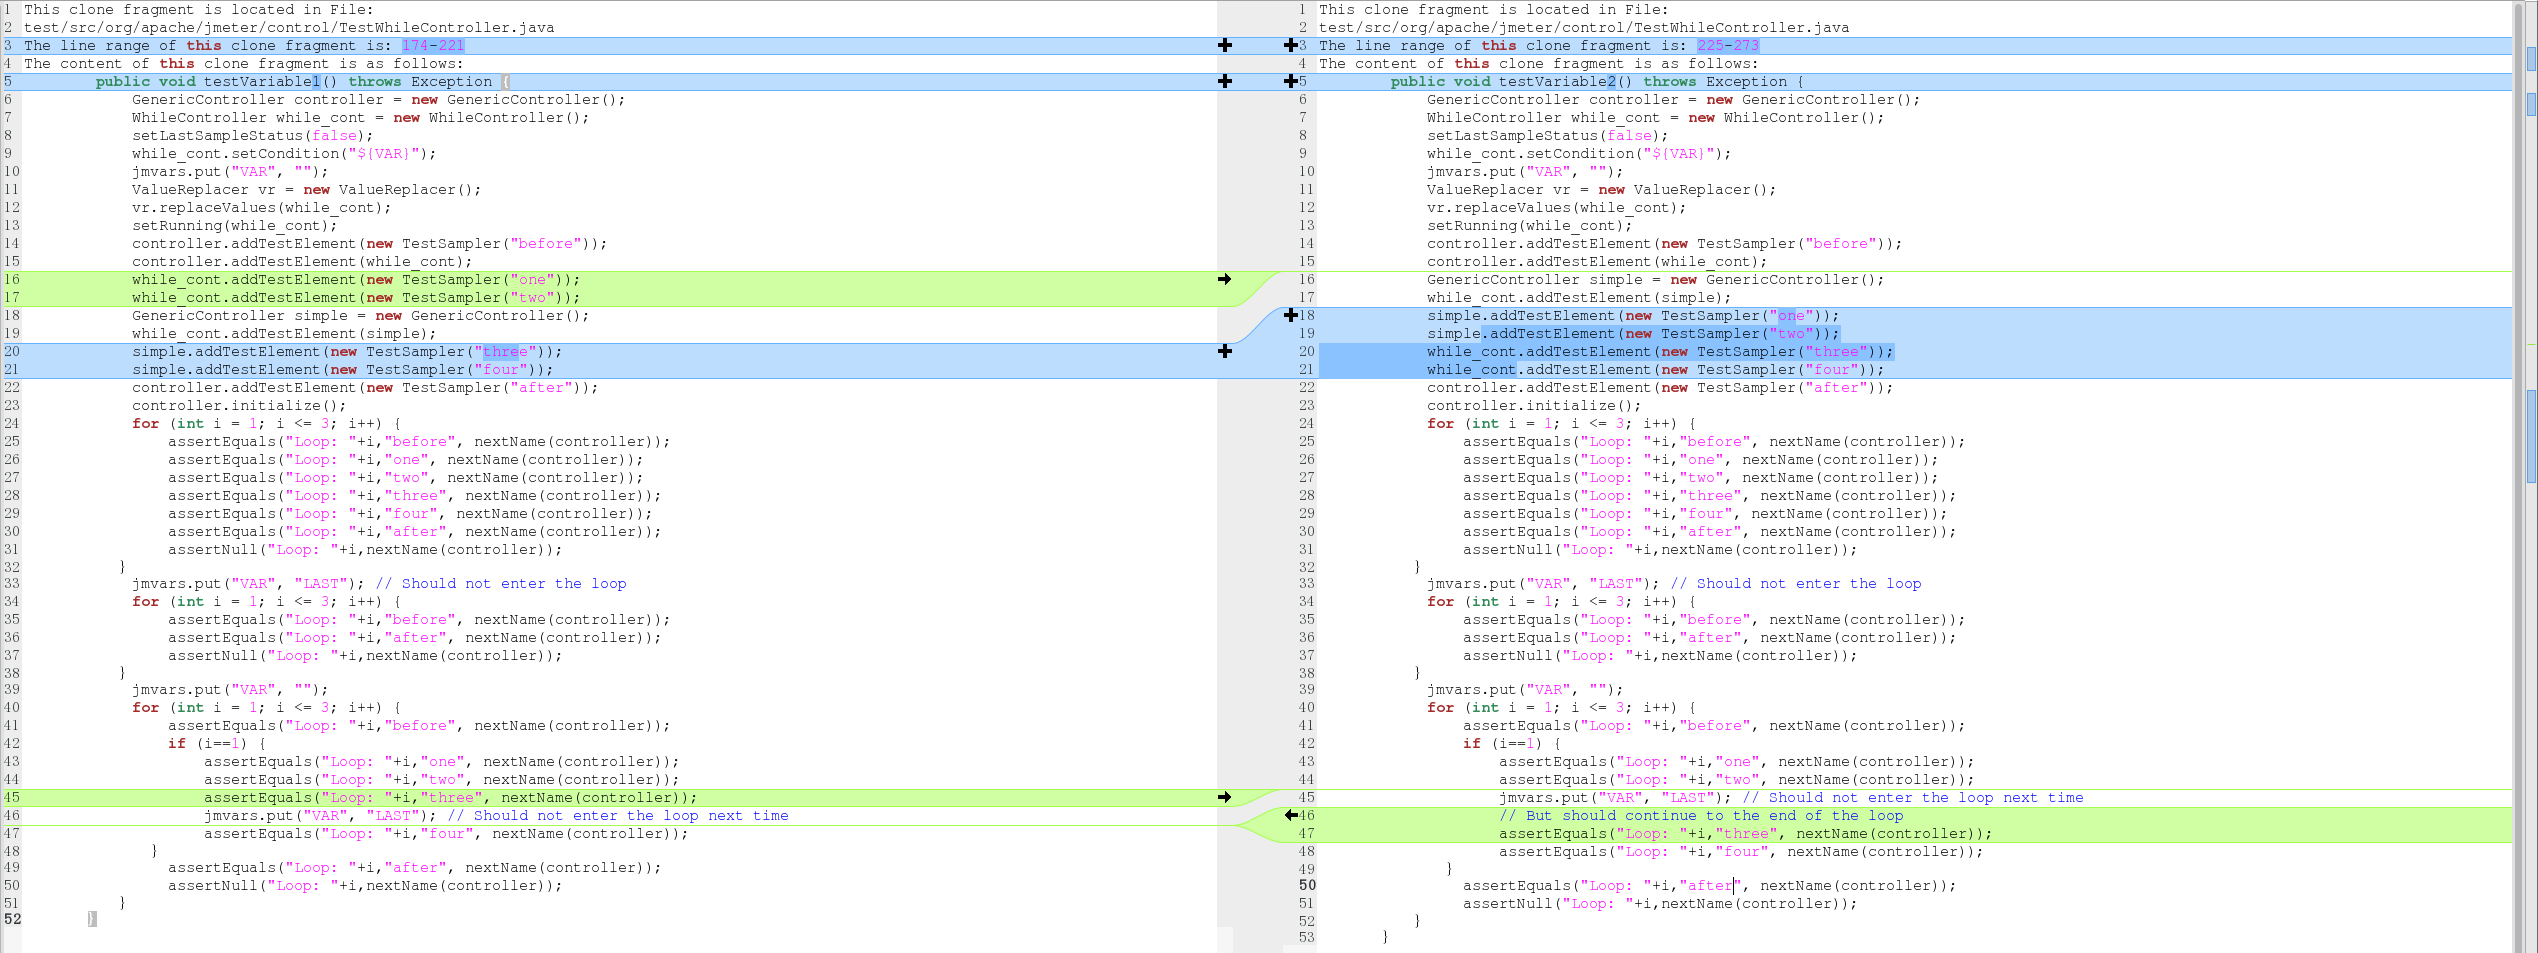 1 This clone fragment is located in File:
2 test/src/org/apache/jmeter/control/TestWhileController.java
3 The line range of this clone fragment is: 174-221
4 The content of this clone fragment is as follows:
5         public void testVariable1() throws Exception {
6             GenericController controller = new GenericController();
7             WhileController while_cont = new WhileController();
8             setLastSampleStatus(false);
9             while_cont.setCondition("${VAR}");
10             jmvars.put("VAR", "");
11             ValueReplacer vr = new ValueReplacer();
12             vr.replaceValues(while_cont);
13             setRunning(while_cont);
14             controller.addTestElement(new TestSampler("before"));
15             controller.addTestElement(while_cont);
16             while_cont.addTestElement(new TestSampler("one"));
17             while_cont.addTestElement(new TestSampler("two"));
18             GenericController simple = new GenericController();
19             while_cont.addTestElement(simple);
20             simple.addTestElement(new TestSampler("three"));
21             simple.addTestElement(new TestSampler("four"));
22             controller.addTestElement(new TestSampler("after"));
23             controller.initialize();
24             for (int i = 1; i <= 3; i++) {
25                 assertEquals("Loop: "+i,"before", nextName(controller));
26                 assertEquals("Loop: "+i,"one", nextName(controller));
27                 assertEquals("Loop: "+i,"two", nextName(controller));
28                 assertEquals("Loop: "+i,"three", nextName(controller));
29                 assertEquals("Loop: "+i,"four", nextName(controller));
30                 assertEquals("Loop: "+i,"after", nextName(controller));
31                 assertNull("Loop: "+i,nextName(controller));
32            }
33             jmvars.put("VAR", "LAST"); // Should not enter the loop
34             for (int i = 1; i <= 3; i++) {
35                 assertEquals("Loop: "+i,"before", nextName(controller));
36                 assertEquals("Loop: "+i,"after", nextName(controller));
37                 assertNull("Loop: "+i,nextName(controller));
38            }
39             jmvars.put("VAR", "");
40             for (int i = 1; i <= 3; i++) {
41                 assertEquals("Loop: "+i,"before", nextName(controller));
42                 if (i==1) {
43                     assertEquals("Loop: "+i,"one", nextName(controller));
44                     assertEquals("Loop: "+i,"two", nextName(controller));
45                     assertEquals("Loop: "+i,"three", nextName(controller));
46                     jmvars.put("VAR", "LAST"); // Should not enter the loop next time
47                     assertEquals("Loop: "+i,"four", nextName(controller));
48                }
49                 assertEquals("Loop: "+i,"after", nextName(controller));
50                 assertNull("Loop: "+i,nextName(controller));
51            }
52        }
1 This clone fragment is located in File:
2 test/src/org/apache/jmeter/control/TestWhileController.java
3 The line range of this clone fragment is: 225-273
4 The content of this clone fragment is as follows:
5         public void testVariable2() throws Exception {
6             GenericController controller = new GenericController();
7             WhileController while_cont = new WhileController();
8             setLastSampleStatus(false);
9             while_cont.setCondition("${VAR}");
10             jmvars.put("VAR", "");
11             ValueReplacer vr = new ValueReplacer();
12             vr.replaceValues(while_cont);
13             setRunning(while_cont);
14             controller.addTestElement(new TestSampler("before"));
15             controller.addTestElement(while_cont);
16             GenericController simple = new GenericController();
17             while_cont.addTestElement(simple);
18             simple.addTestElement(new TestSampler("one"));
19             simple.addTestElement(new TestSampler("two"));
20             while_cont.addTestElement(new TestSampler("three"));
21             while_cont.addTestElement(new TestSampler("four"));
22             controller.addTestElement(new TestSampler("after"));
23             controller.initialize();
24             for (int i = 1; i <= 3; i++) {
25                 assertEquals("Loop: "+i,"before", nextName(controller));
26                 assertEquals("Loop: "+i,"one", nextName(controller));
27                 assertEquals("Loop: "+i,"two", nextName(controller));
28                 assertEquals("Loop: "+i,"three", nextName(controller));
29                 assertEquals("Loop: "+i,"four", nextName(controller));
30                 assertEquals("Loop: "+i,"after", nextName(controller));
31                 assertNull("Loop: "+i,nextName(controller));
32            }
33             jmvars.put("VAR", "LAST"); // Should not enter the loop
34             for (int i = 1; i <= 3; i++) {
35                 assertEquals("Loop: "+i,"before", nextName(controller));
36                 assertEquals("Loop: "+i,"after", nextName(controller));
37                 assertNull("Loop: "+i,nextName(controller));
38            }
39             jmvars.put("VAR", "");
40             for (int i = 1; i <= 3; i++) {
41                 assertEquals("Loop: "+i,"before", nextName(controller));
42                 if (i==1) {
43                     assertEquals("Loop: "+i,"one", nextName(controller));
44                     assertEquals("Loop: "+i,"two", nextName(controller));
45                     jmvars.put("VAR", "LAST"); // Should not enter the loop next time
46                     // But should continue to the end of the loop
47                     assertEquals("Loop: "+i,"three", nextName(controller));
48                     assertEquals("Loop: "+i,"four", nextName(controller));
49                }
50                 assertEquals("Loop: "+i,"after", nextName(controller));
51                 assertNull("Loop: "+i,nextName(controller));
52            }
53        }